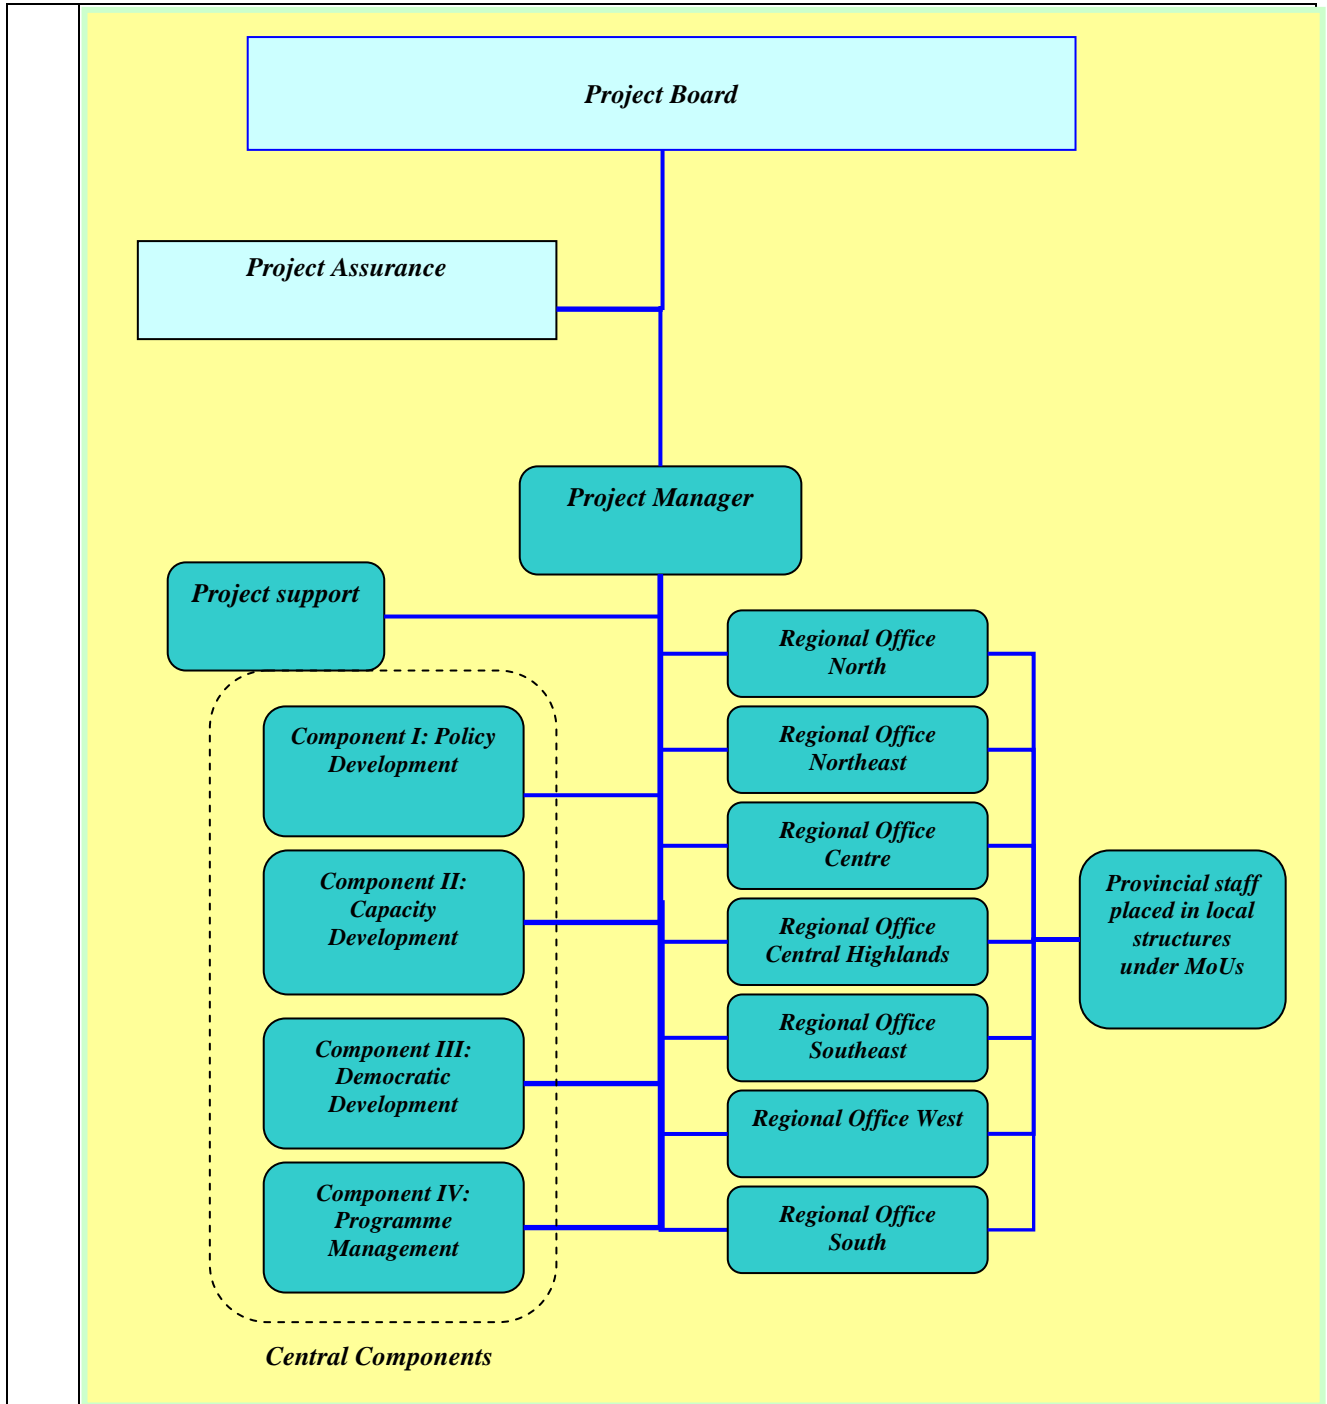 Project Board
Project Assurance
Project Manager
Project support
Component I: Policy
Development
Component II:
Capacity
Development
Component III:
Democratic
Development
Component IV:
Programme
Management
Central Components
Regional Office
North
Regional Office
Northeast
Regional Office
Centre
Regional Office
Central Highlands
Regional Office
Southeast
Regional Office West
Regional Office
South
Provincial staff
placed in local
structures
under MoUs